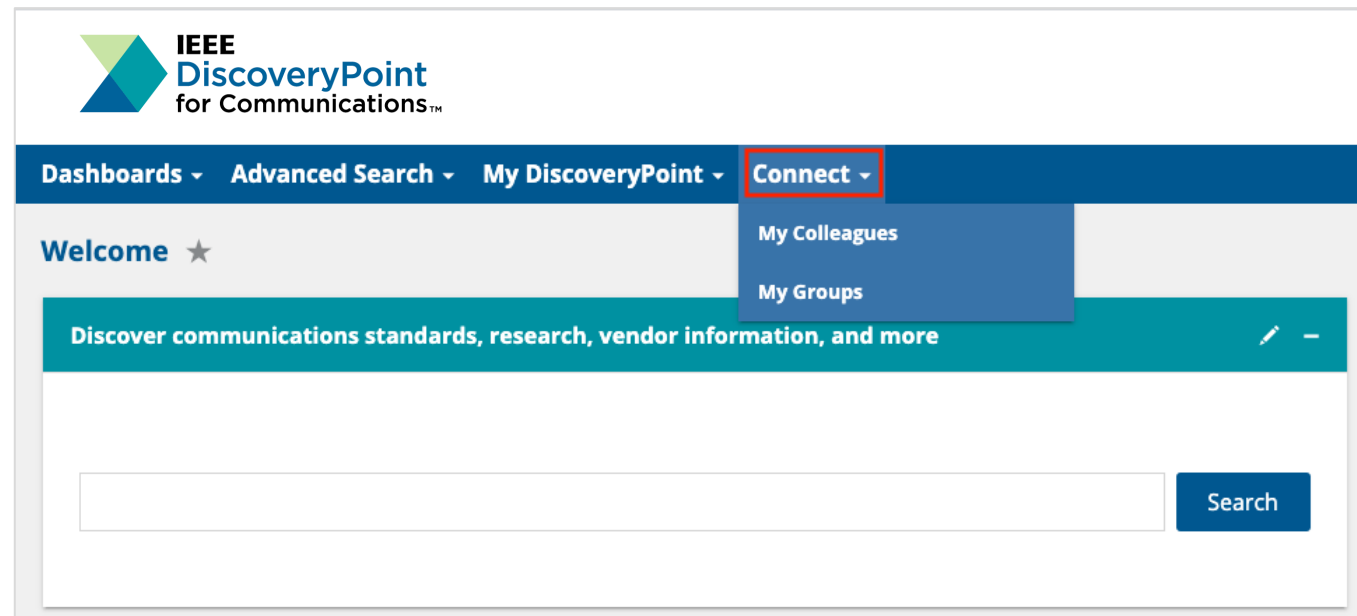 IEEE
DiscoveryPoint
for Communications™
Dashboards Advanced Search My DiscoveryPoint Connect
My Colleagues
My Groups
Welcome
Discover communications standards, research, vendor information, and more
Search